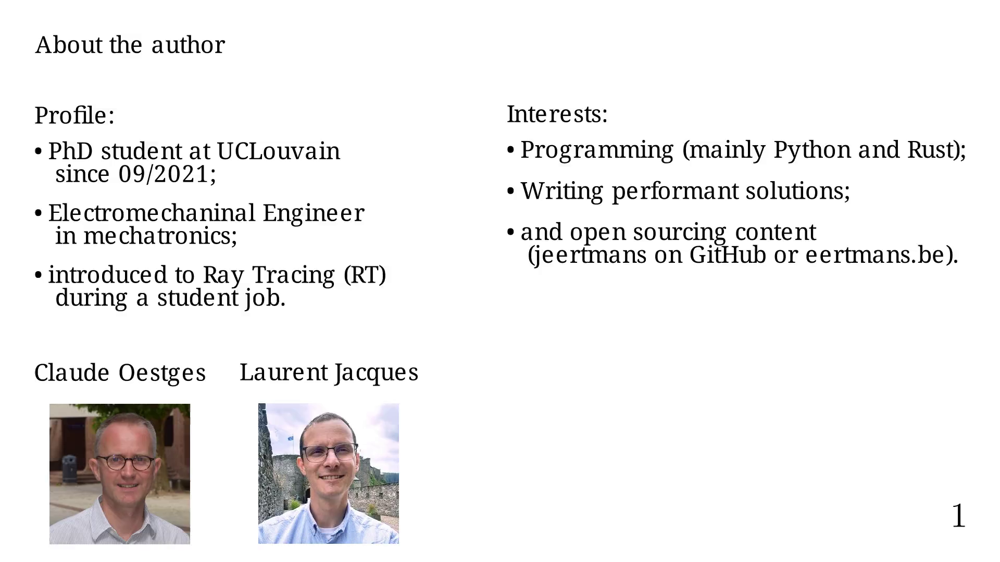 About the author
Profile:
• PhD student at UCLouvain
since 09/2021;
• Electromechaninal Engineer
in mechatronics;
• introduced to Ray Tracing (RT)
during a student job.
Interests:
• Programming (mainly Python and Rust);
• Writing performant solutions;
• and open sourcing content
(jeertmans on GitHub or eertmans.be).
Claude Oestges
Laurent Jacques
1